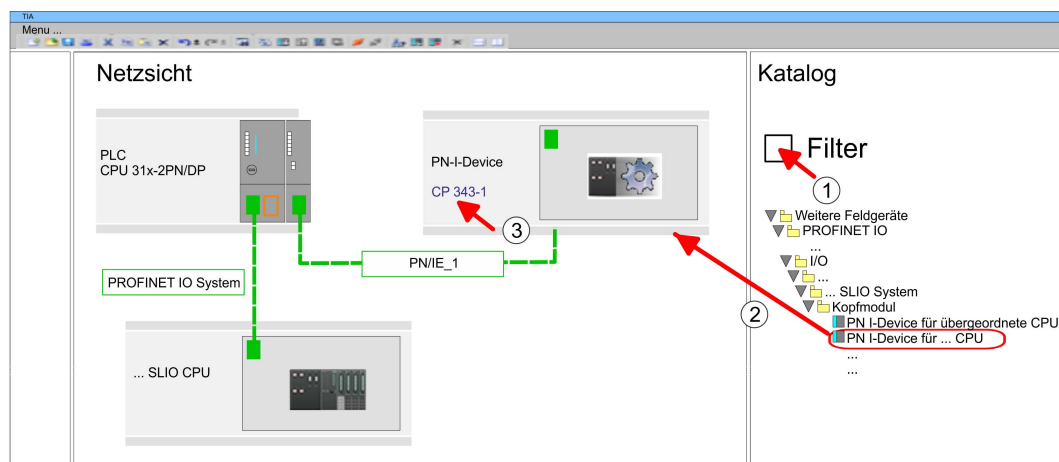 TIA
Menu ...
Netzsicht
PLC
CPU 31x-2PN/DP
PN-I-Device
CP 343-1
3
PN/IE_1
PROFINET IO System
... SLIO CPU
Katalog
Filter
1
Weitere Feldgeräte
PROFINET IO
...
I/O
...
... SLIO System
Kopfmodul
2
PN I-Device für übergeordnete CPU
PN I-Device für ... CPU
...
...